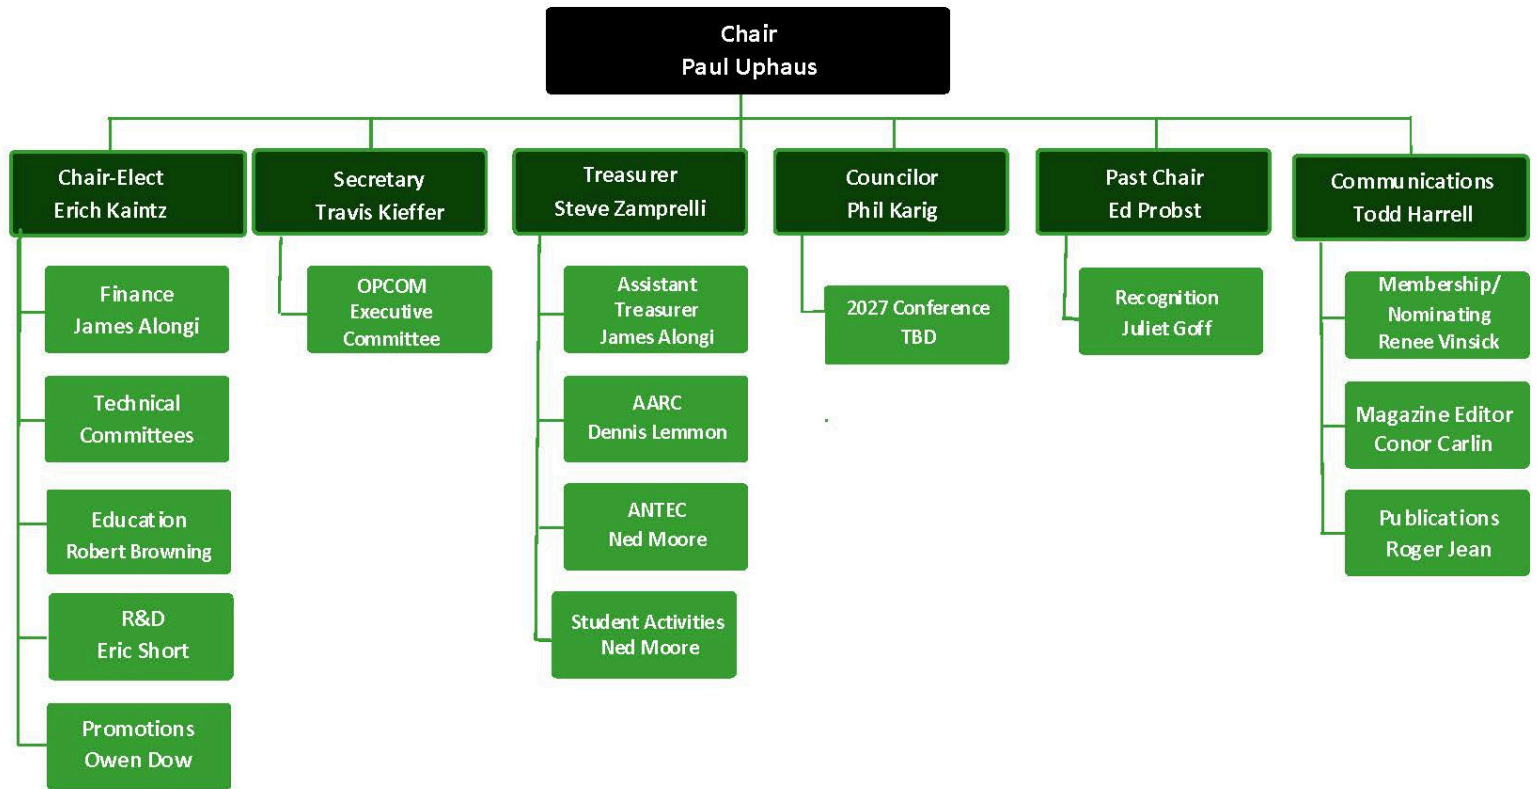 Chair
Paul Uphaus
Chair-Elect
Erich Kaintz
Finance
James Alongi
Technical
Committees
Education
Robert Browning
R&D
Eric Short
Promotions
Owen Dow
Secretary
Travis Kieffer
OPCOM
Executive
Committee
Treasurer
Steve Zamprelli
Assistant
Treasurer
James Alongi
AARC
Dennis Lemmon
ANTEC
Ned Moore
Student Activities
Ned Moore
Councilor
Phil Karig
2027 Conference
TBD
Past Chair
Ed Probst
Recognition
Juliet Goff
Communications
Todd Harrell
Membership/
Nominating
Renee Vinsick
Magazine Editor
Conor Carlin
Publications
Roger Jean